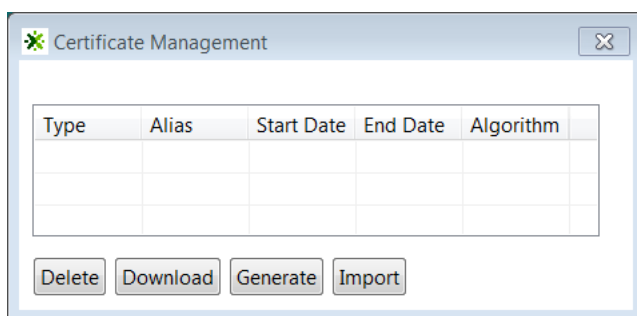 Certificate Management
Type Alias Start Date End Date Algorithm
Delete Download Generate Import